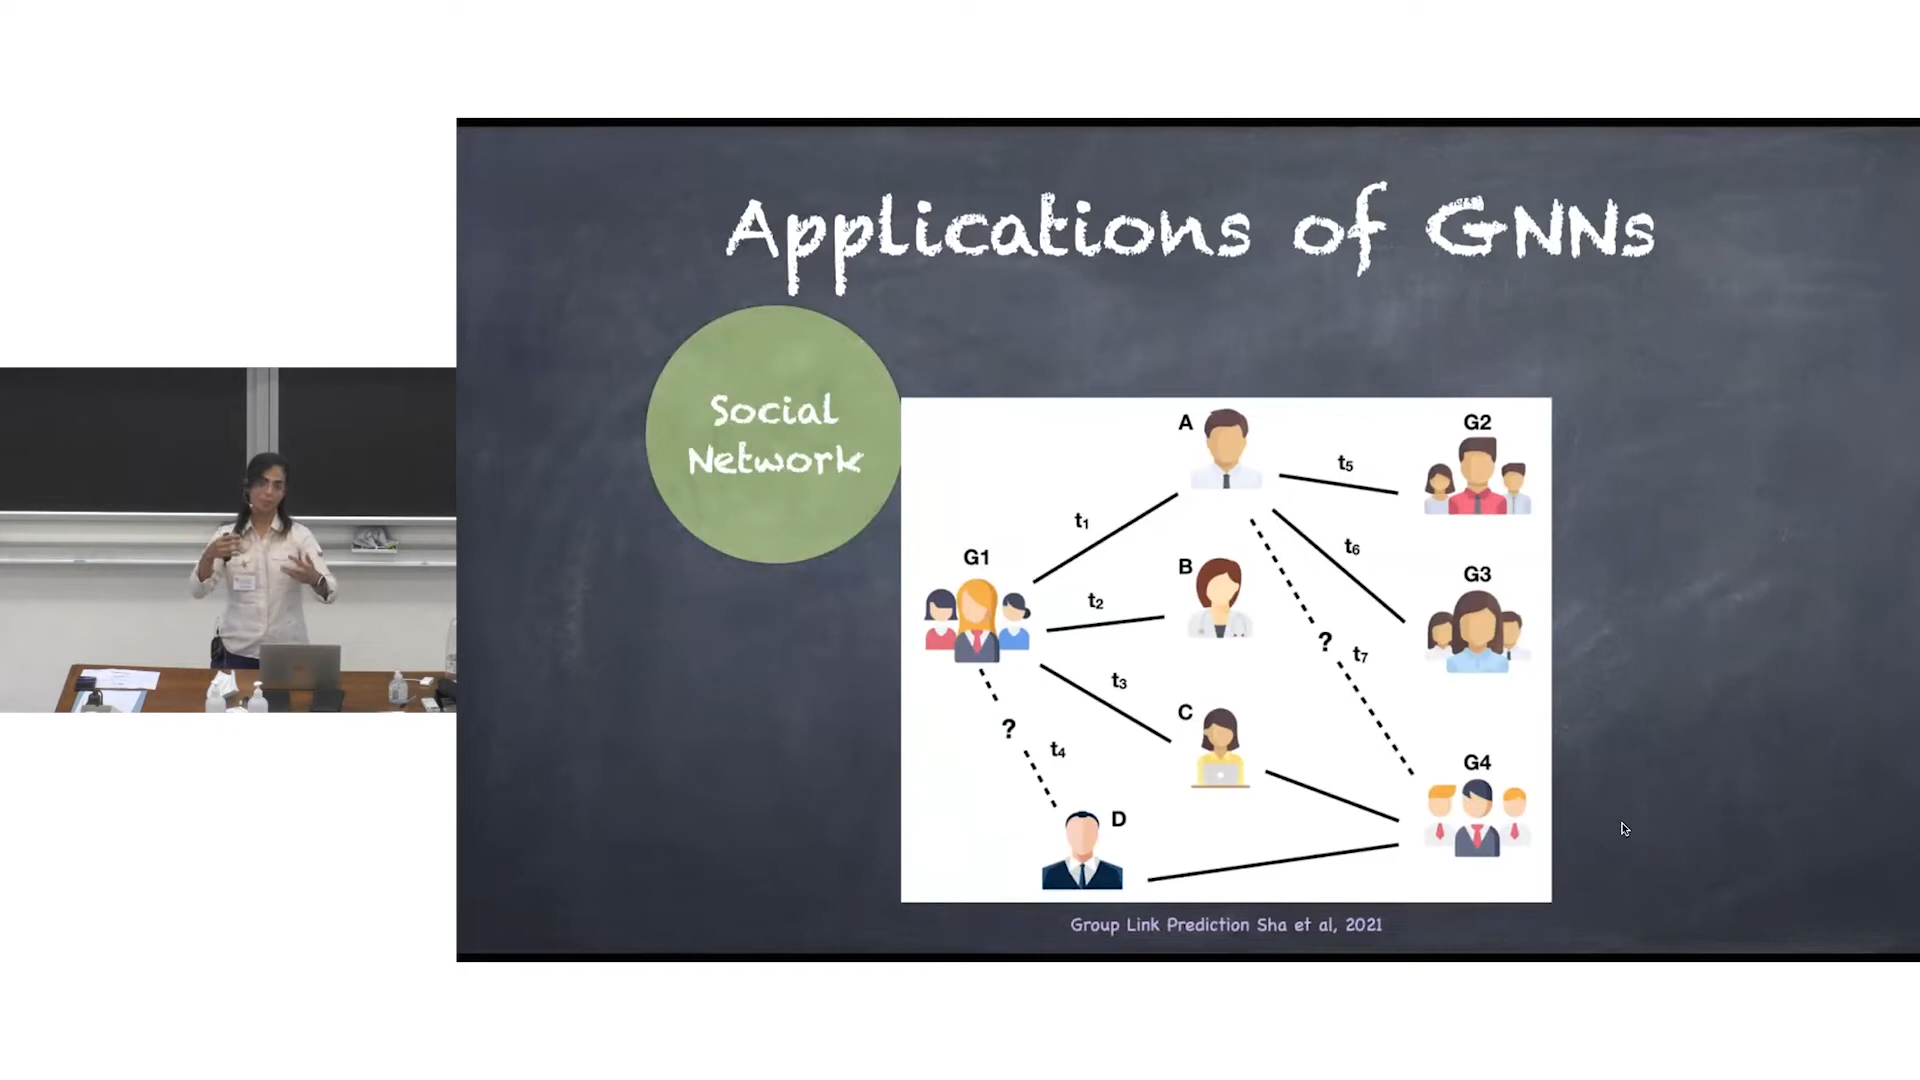 Applications of GNNs
Social
Network
A
G2
t₅
t₁
t₆
G1
B
G3
t₂
?
t₇
t₃
C
?
t₄
G4
D
Group Link Prediction Sha et al, 2021